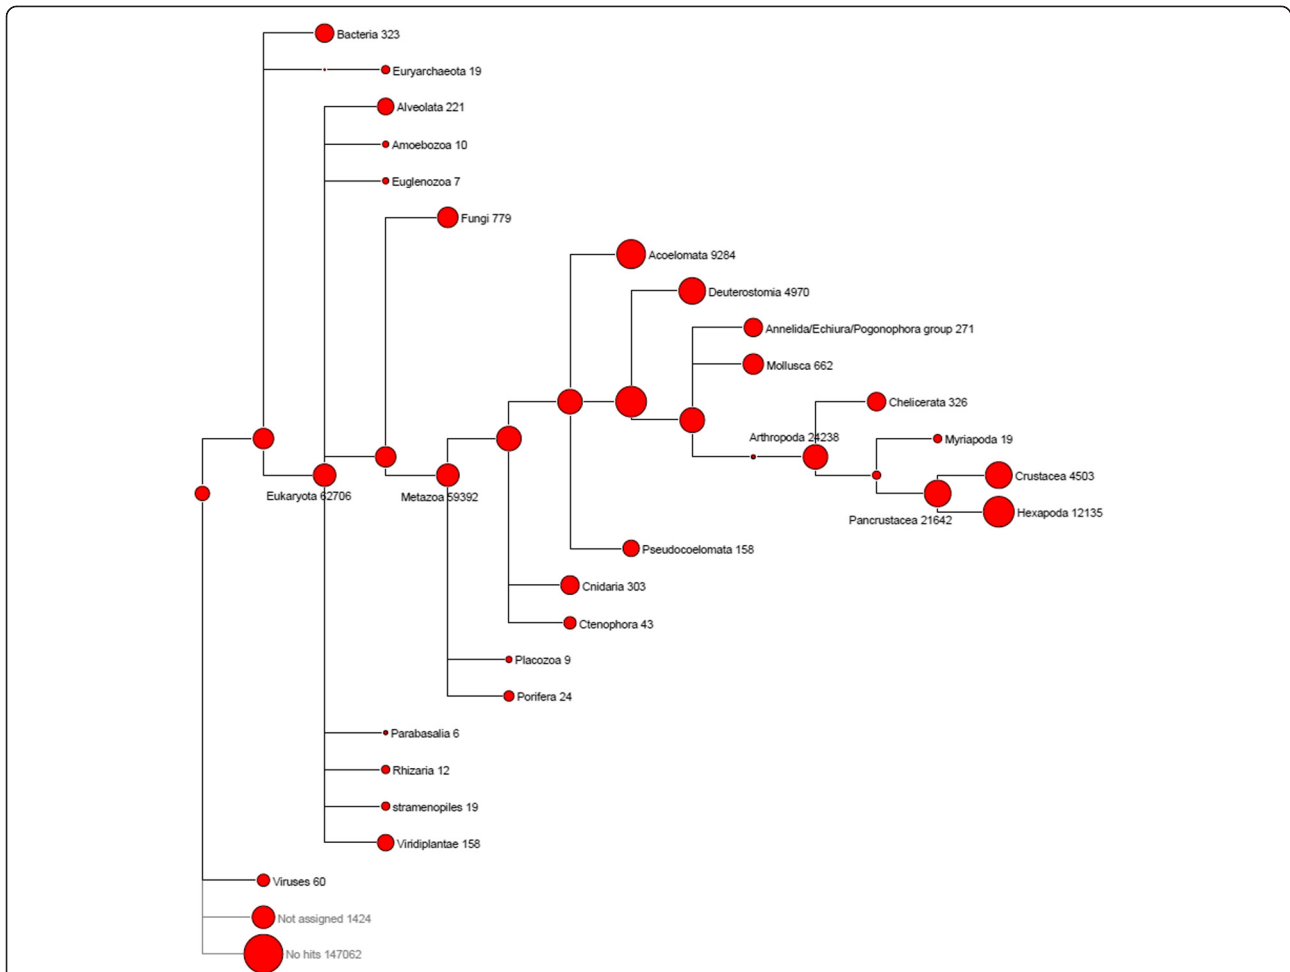 Bacteria 323
Euryarchaeota 19
Alveolata 221
Amoebozoa 10
Euglenozoa 7
Fungi 779
Acoelomata 9284
Deuterostomia 4970
Annelida/Echiura/Pogonophora group 271
Mollusca 662
Chelicerata 326
Arthropoda 24238
Myriapoda 19
Crustacea 4503
Eukaryota 62706
Metazoa 59392
Hexapoda 12135
Pancrustacea 21642
Pseudocoelomata 158
Cnidaria 303
Ctenophora 43
Placozoa 9
Porifera 24
Parabasalia 6
Rhizaria 12
stramenopiles 19
Viridiplantae 158
Viruses 60
Not assigned 1424
No hits 147062